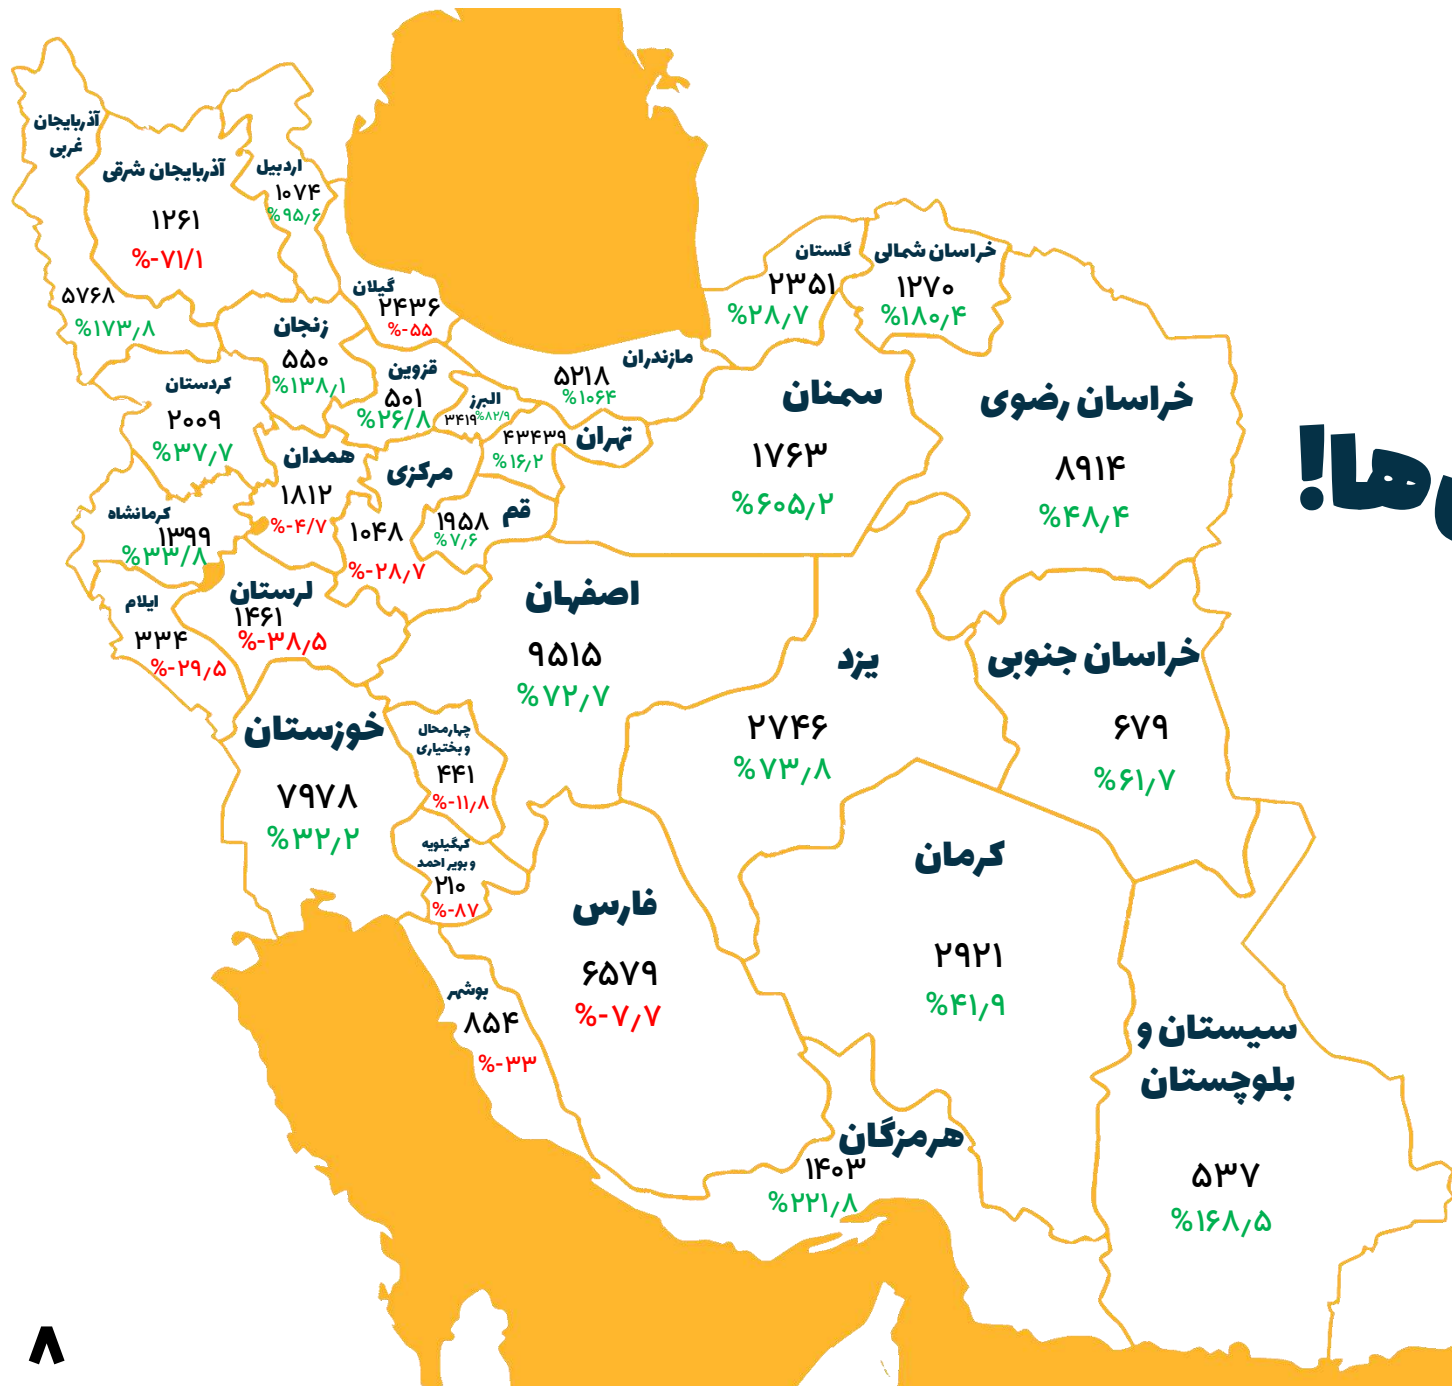 آذربایجان
غربی
۵۷۶۸
%۱۷۳٫۸
آذربایجان شرقی
۱۲۶۱
%-۷۱/۱
اردبیل
۱۰۷۴
%۹۵٫۶
گیلان
۲۴۳۶
%-۵۵
زنجان
۵۵۰
%۱۳۸٫۱
قزوین
۵۰۱
%۲۶/۸
البرز
۳۴۱۹
%۸۲/۹
مازندران
۵۲۱۸
%۱۰۶۴
تهران
۴۳۴۳۹
%۱۶٫۲
گلستان
۲۳۵۱
%۲۸٫۷
خراسان شمالی
۱۲۷۰
%۱۸۰٫۴
خراسان رضوی
۸۹۱۴
%۴۸٫۴
سمنان
۱۷۶۳
%۶۰۵٫۲
کردستان
۲۰۰۹
%۳۷٫۷
همدان
۱۸۱۲
%-۴/۷
مرکزی
۱۰۴۸
%-۲۸٫۷
قم
۱۹۵۸
%۷٫۶
کرمانشاه
۱۳۹۹
%۳۳/۸
ایلام
۳۳۴
%-۲۹٫۵
لرستان
۱۴۶۱
%-۳۸٫۵
اصفهان
۹۵۱۵
%۷۲٫۷
یزد
۲۷۴۶
%۷۳٫۸
خراسان جنوبی
۶۷۹
%۶۱٫۷
خوزستان
۷۹۷۸
%۳۲٫۲
چهارمحال
و بختیاری
۴۴۱
%-۱۱٫۸
کهگیلویه
و بویر احمد
۲۱۰
%-۸۷
فارس
۶۵۷۹
%-۷٫۷
کرمان
۲۹۲۱
%۴۱٫۹
بوشهر
۸۵۴
%-۳۳
سیستان و
بلوچستان
۵۳۷
%۱۶۸٫۵
هرمزگان
۱۴۰۳
%۲۲۱٫۸
۸